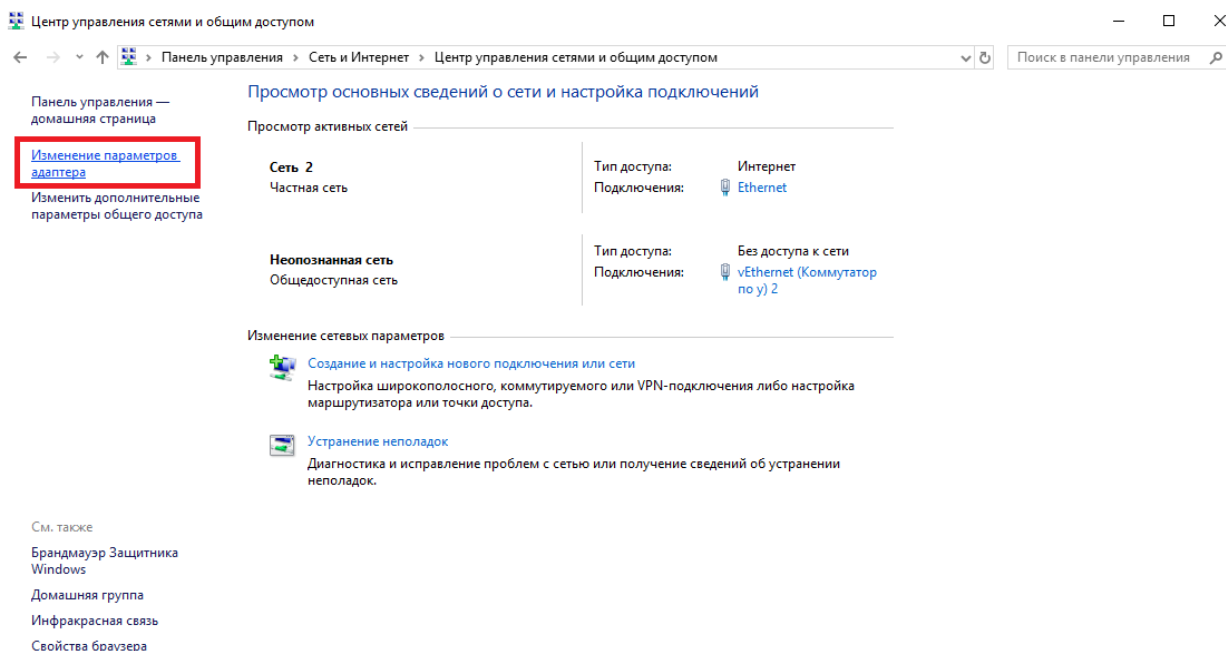 Центр управления сетями и общим доступом
Панель управления › Сеть и Интернет › Центр управления сетями и общим доступом
Поиск в панели управления
Панель управления —
домашняя страница
Изменение параметров
адаптера
Изменить дополнительные
параметры общего доступа
Просмотр основных сведений о сети и настройка подключений
Просмотр активных сетей
Сеть 2
Частная сеть
Тип доступа: Интернет
Подключения: Ethernet
Неопознанная сеть
Общедоступная сеть
Тип доступа: Без доступа к сети
Подключения: vEthernet (Коммутатор
по у) 2
Изменение сетевых параметров
Создание и настройка нового подключения или сети
Настройка широкополосного, коммутируемого или VPN-подключения либо настройка
маршрутизатора или точки доступа.
Устранение неполадок
Диагностика и исправление проблем с сетью или получение сведений об устранении
неполадок.
См. также
Брандмауэр Защитника
Windows
Домашняя группа
Инфракрасная связь
Свойства браузера